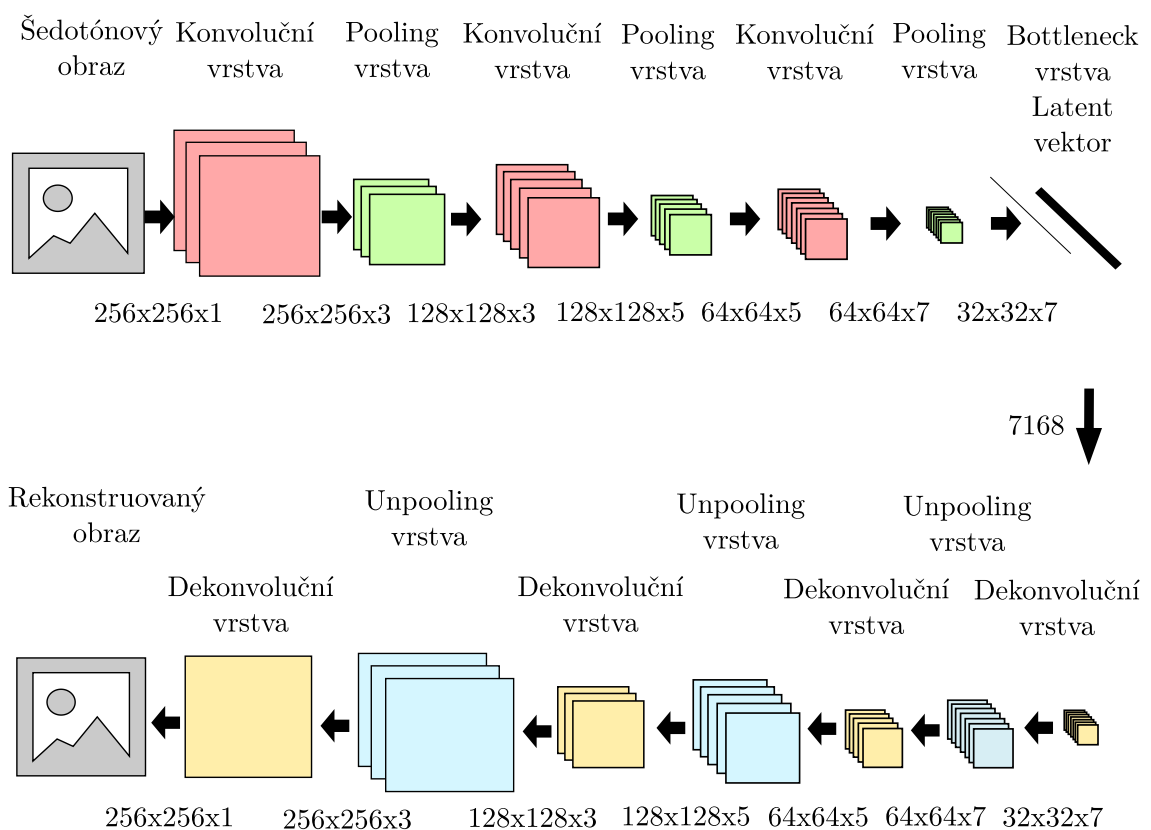 Šedotónový
obraz
Konvoluční
vrstva
Pooling
vrstva
Konvoluční
vrstva
Pooling
vrstva
Konvoluční
vrstva
Pooling
vrstva
Bottleneck
vrstva
Latent
vektor
256x256x1
256x256x3
128x128x3
128x128x5
64x64x5
64x64x7
32x32x7
7168
Rekonstruovaný
obraz
Dekonvoluční
vrstva
Unpooling
vrstva
Dekonvoluční
vrstva
Unpooling
vrstva
Dekonvoluční
vrstva
Unpooling
vrstva
Dekonvoluční
vrstva
256x256x1
256x256x3
128x128x3
128x128x5
64x64x5
64x64x7
32x32x7